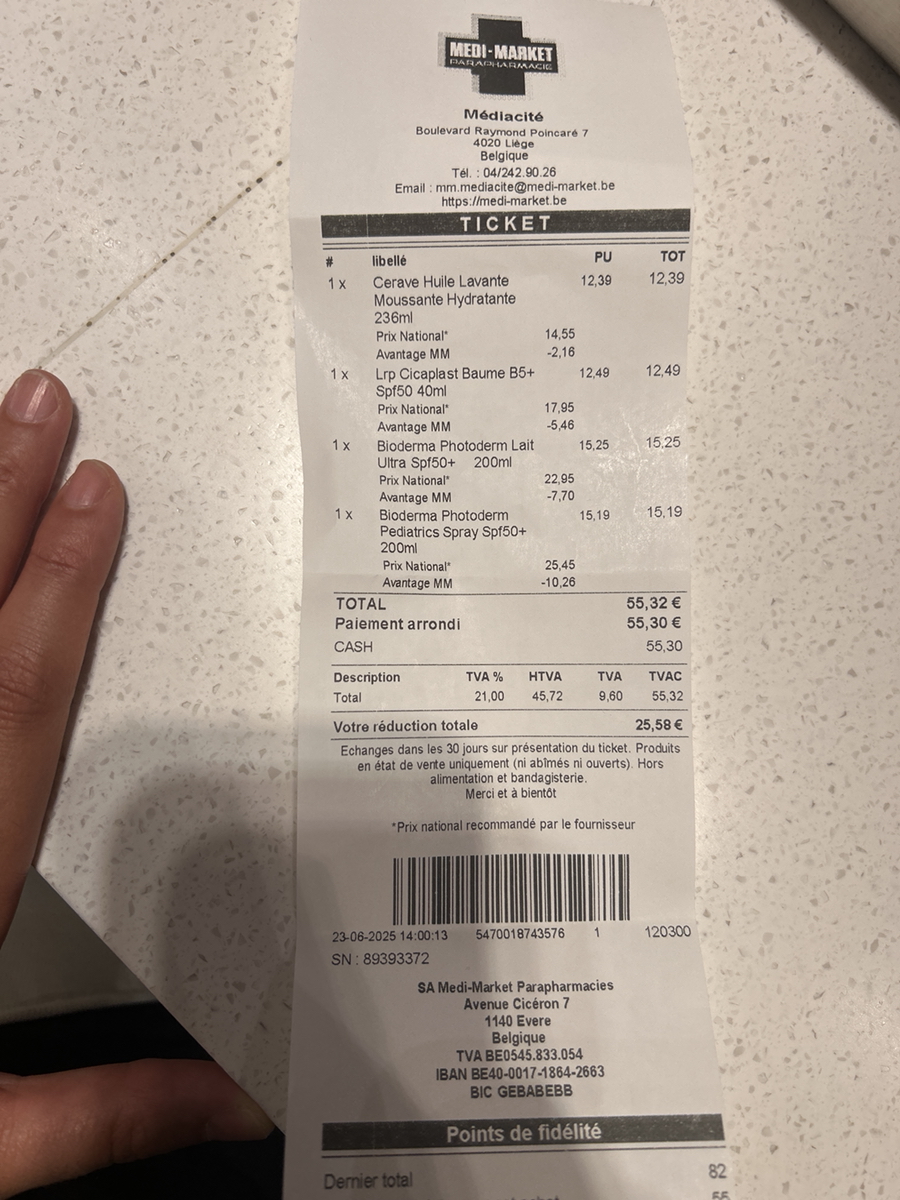 MEDI-MARKET
PARAPHARMACIE
Médiacité
Boulevard Raymond Poincaré 7
4020 Liège
Belgique
Tél. : 04/242.90.26
Email : mm.mediacite@medi-market.be
https://medi-market.be
TICKET
# libellé PU TOT
1 x Cerave Huile Lavante 12,39 12,39
Moussante Hydratante
236ml
Prix National* 14,55
Avantage MM -2,16
1 x Lrp Cicaplast Baume B5+ 12,49 12,49
Spf50 40ml
Prix National* 17,95
Avantage MM -5,46
1 x Bioderma Photoderm Lait 15,25 15,25
Ultra Spf50+ 200ml
Prix National* 22,95
Avantage MM -7,70
1 x Bioderma Photoderm 15,19 15,19
Pediatrics Spray Spf50+
200ml
Prix National* 25,45
Avantage MM -10,26
TOTAL 55,32 €
Paiement arrondi 55,30 €
CASH 55,30
Description TVA % HTVA TVA TVAC
Total 21,00 45,72 9,60 55,32
Votre réduction totale 25,58 €
Echanges dans les 30 jours sur présentation du ticket. Produits
en état de vente uniquement (ni abîmés ni ouverts). Hors
alimentation et bandagisterie.
Merci et à bientôt
*Prix national recommandé par le fournisseur
23-06-2025 14:00:13 5470018743576 1 120300
SN : 89393372
SA Medi-Market Parapharmacies
Avenue Cicéron 7
1140 Evere
Belgique
TVA BE0545.833.054
IBAN BE40-0017-1864-2663
BIC GEBABEBB
Points de fidélité
Dernier total 82
55